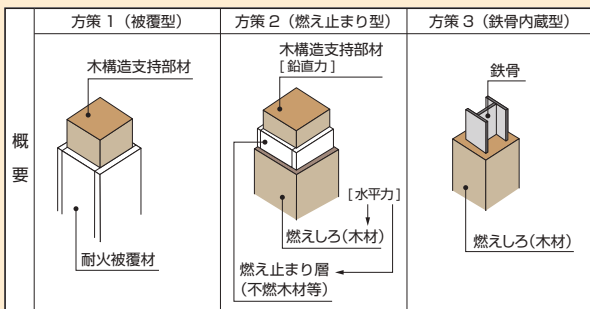 方策 1（被覆型）
方策 2（燃え止まり型）
方策 3（鉄骨内蔵型）
概
要
木構造支持部材
耐火被覆材
木構造支持部材
[ 鉛直力 ]
[ 水平力 ]
燃えしろ（木材）
燃え止まり層
（不燃木材等）
鉄骨
燃えしろ（木材）